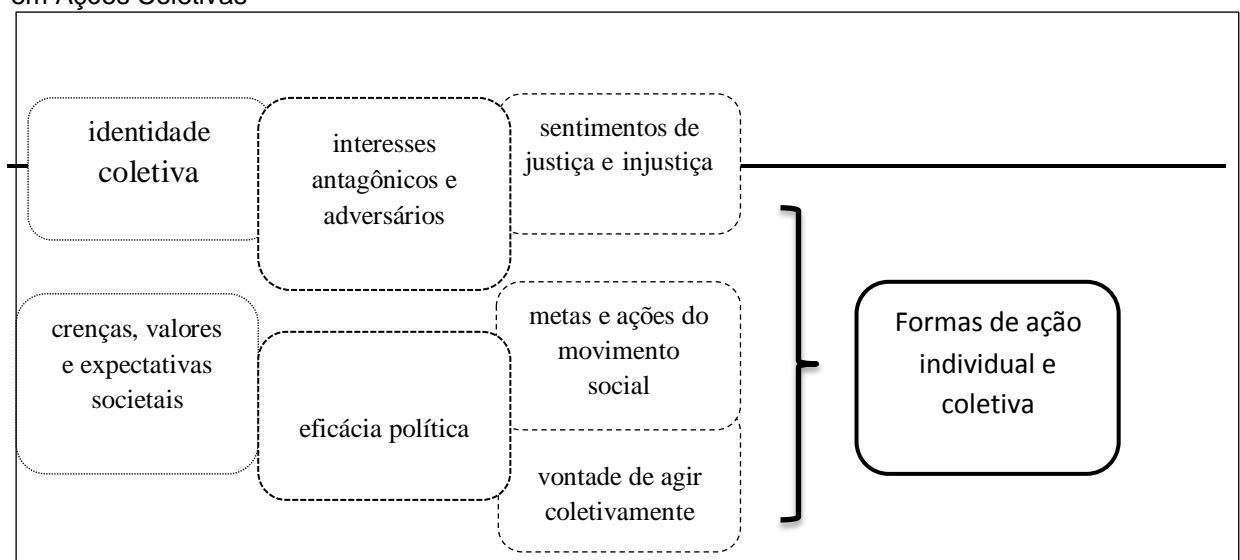 em Ações Coletivas
identidade
coletiva
interesses
antagônicos e
adversários
sentimentos de
justiça e injustiça
crenças, valores
e expectativas
societais
eficácia política
metas e ações do
movimento
social
vontade de agir
coletivamente
Formas de ação
individual e
coletiva